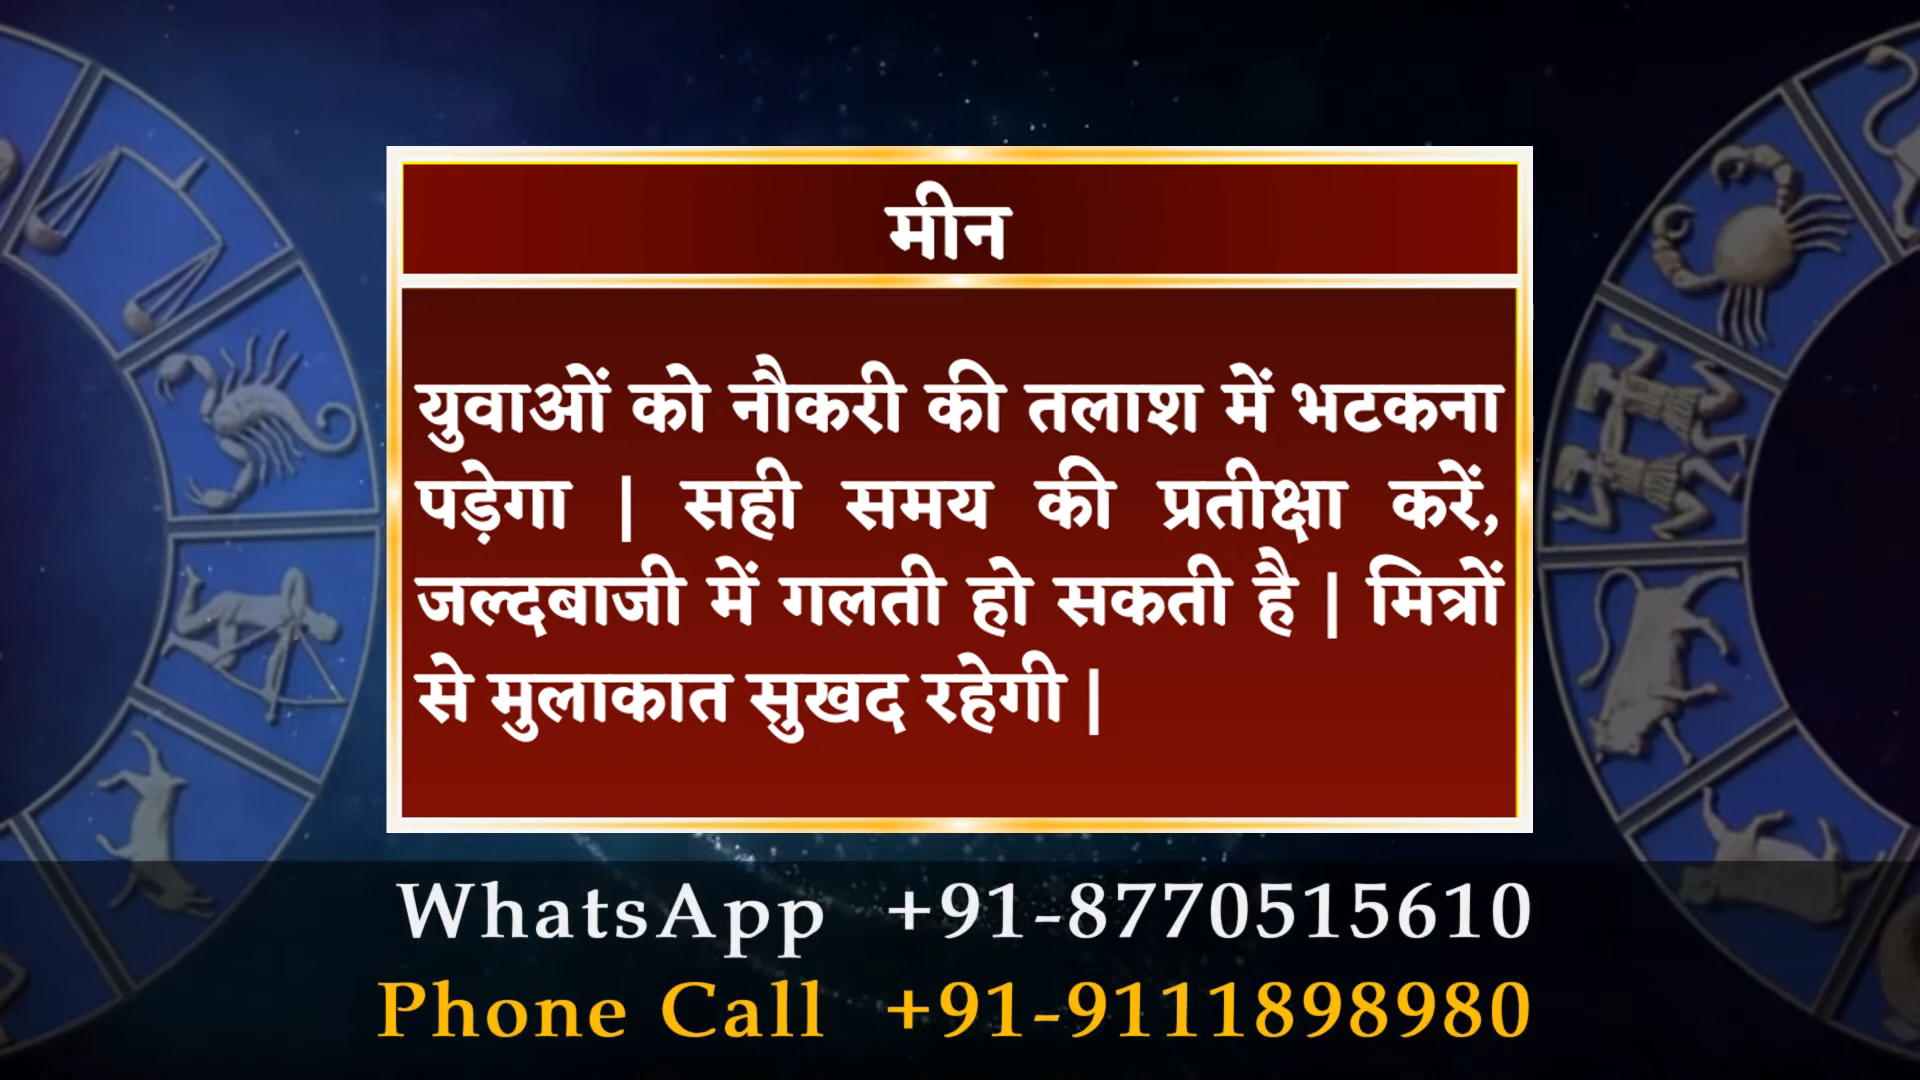 मीन
युवाओं को नौकरी की तलाश में भटकना
पड़ेगा | सही समय की प्रतीक्षा करें,
जल्दबाजी में गलती हो सकती है | मित्रों
से मुलाकात सुखद रहेगी |
WhatsApp +91-8770515610
Phone Call +91-9111898980